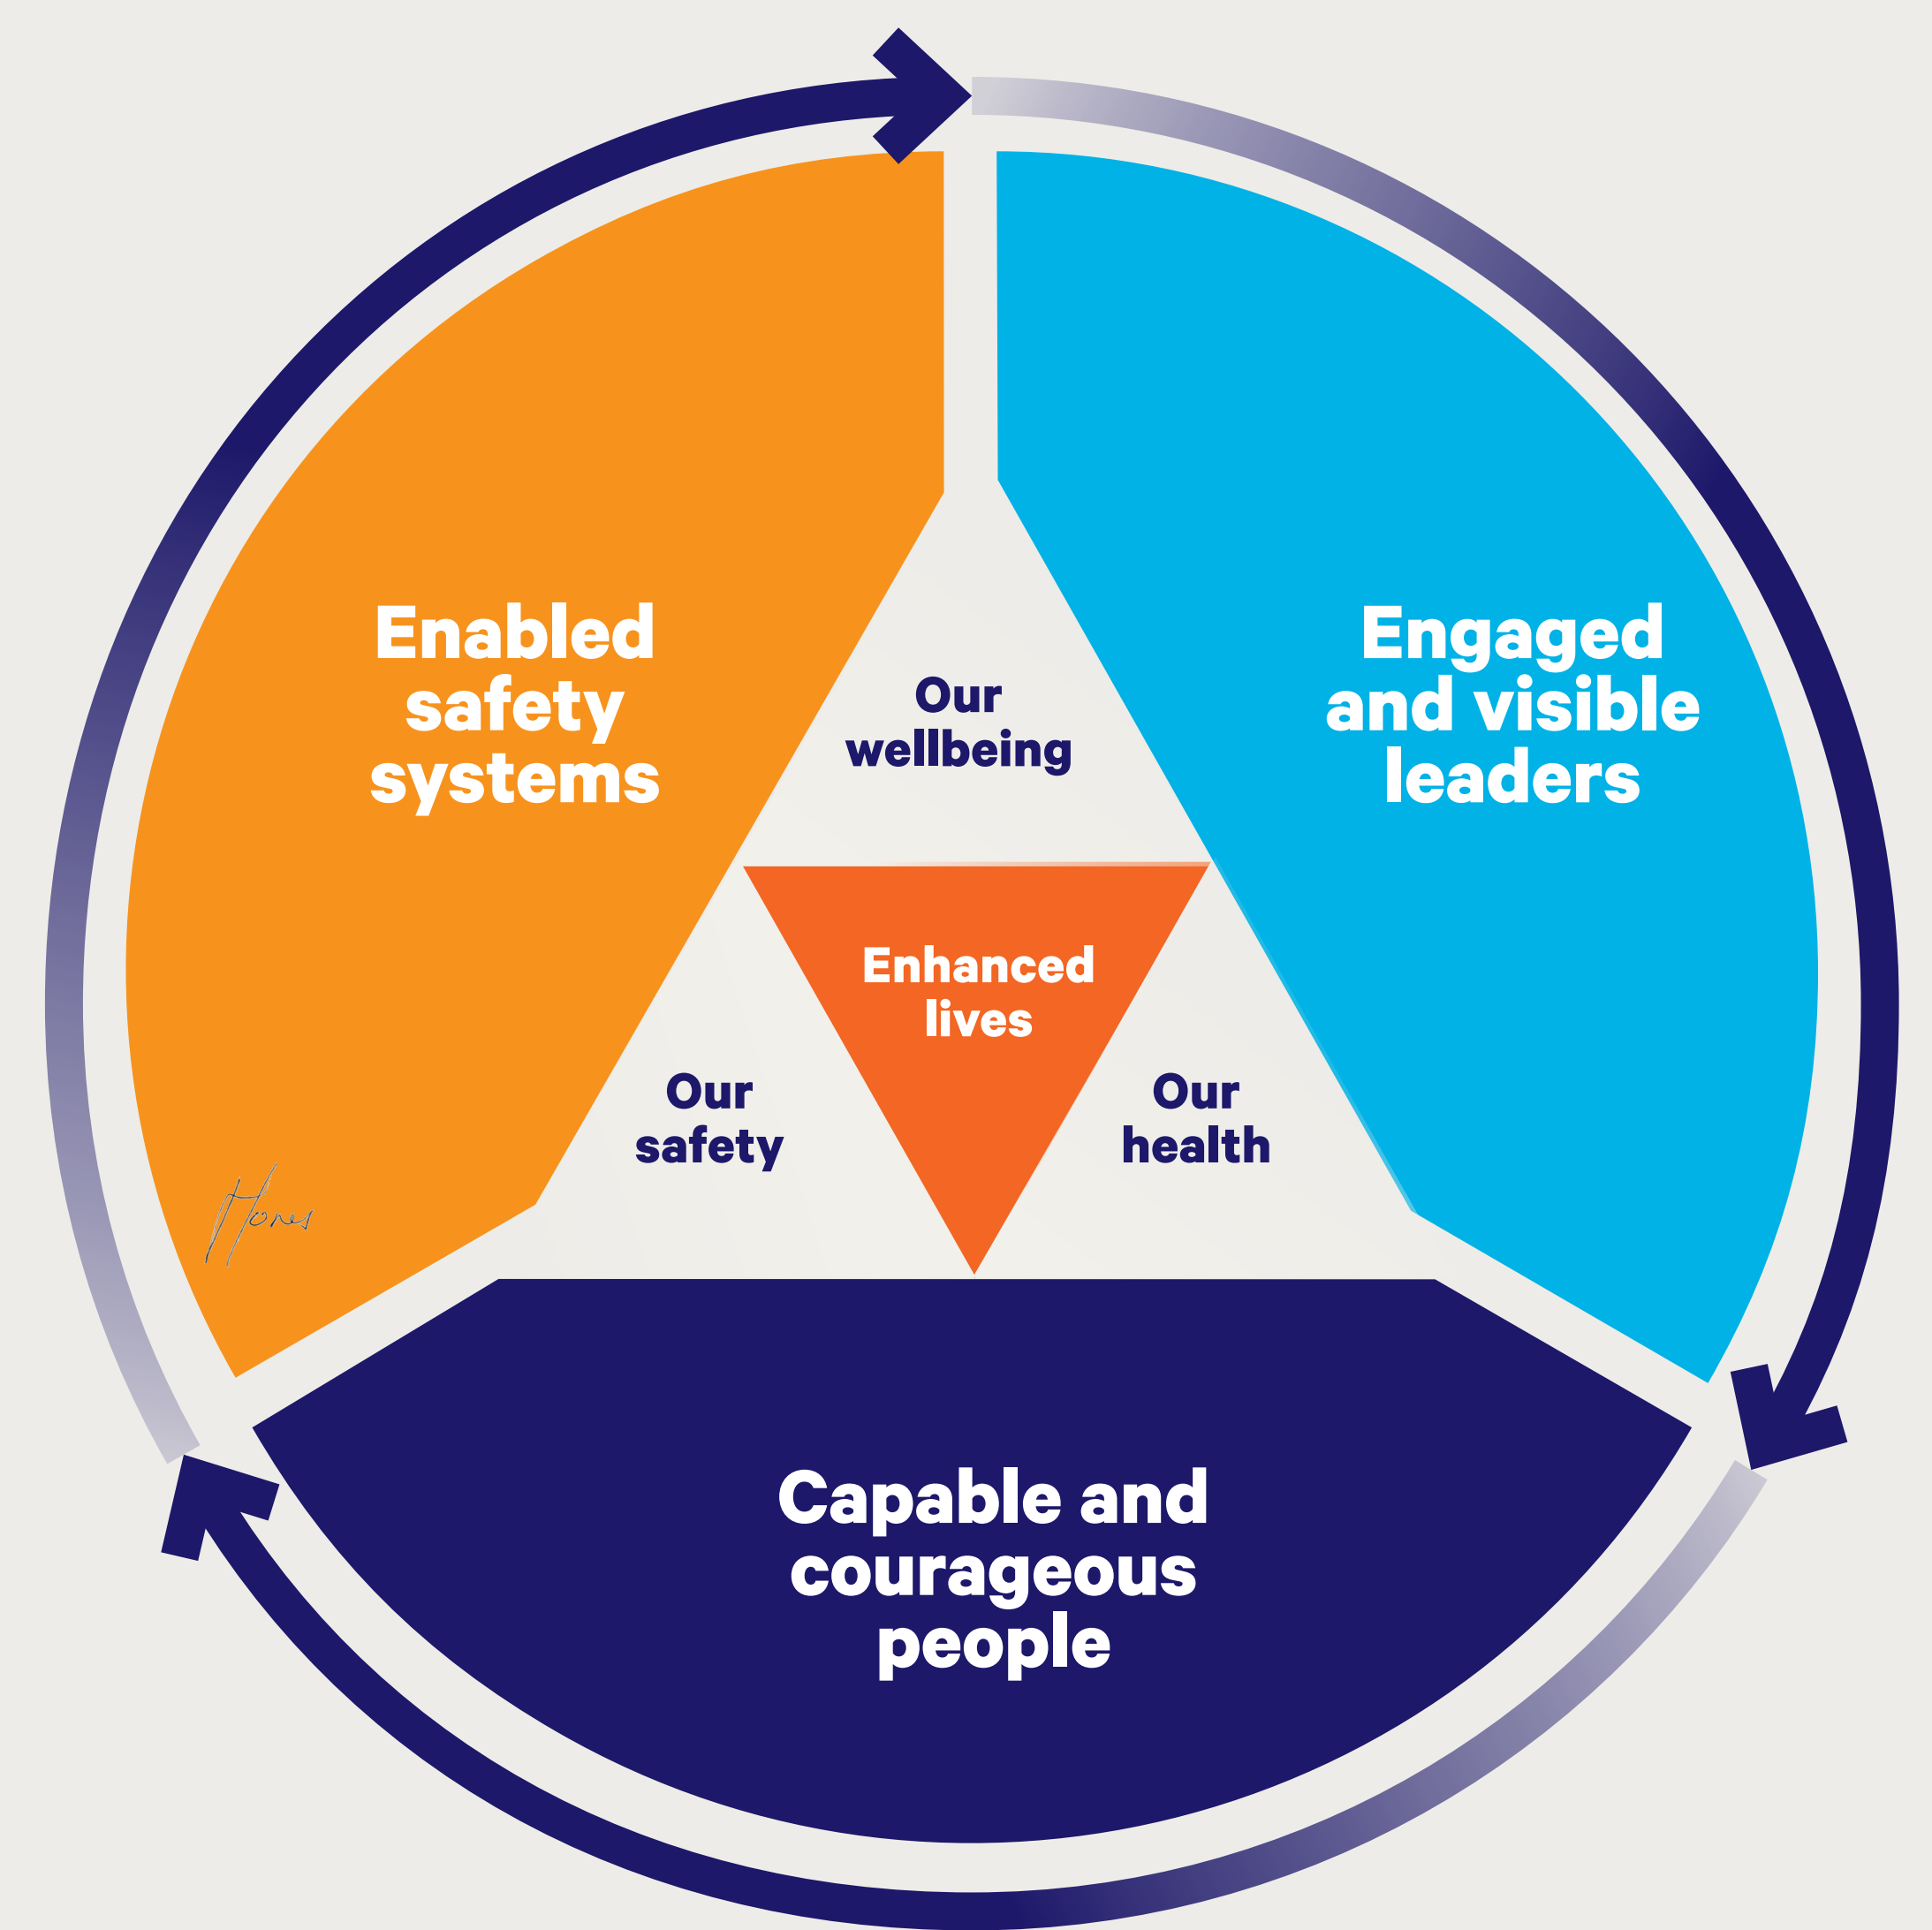 Enabled
safety
systems
Engaged
and visible
leaders
Our
wellbeing
Enhanced
lives
Our
safety
Our
health
Capable and
courageous
people